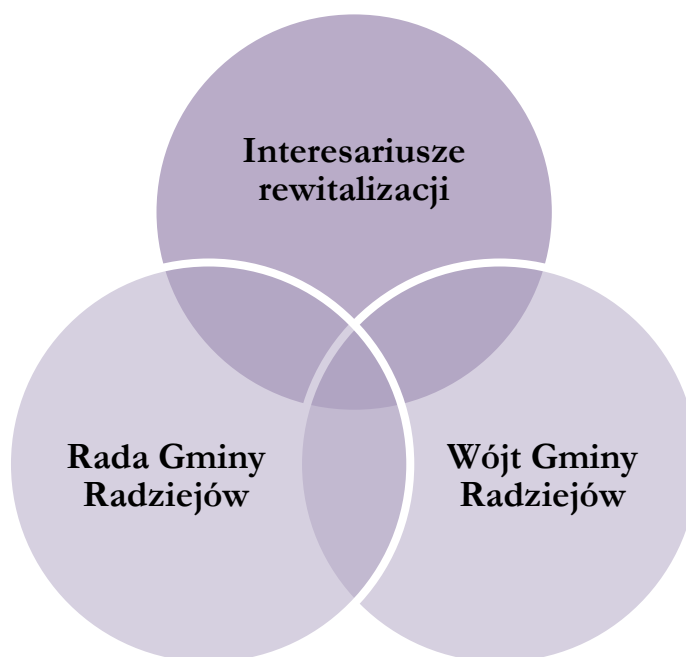 Interesariusze
rewitalizacji
Rada Gminy
Radziejów
Wójt Gminy
Radziejów